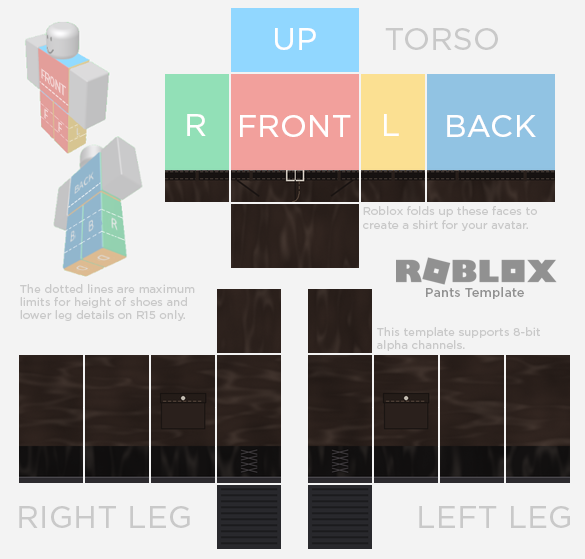 UP
TORSO
R
FRONT
L
BACK
FRONT
F
F
BACK
B
B
R
Roblox folds up these faces to
create a shirt for your avatar.
ROBLOX
Pants Template
The dotted lines are maximum
limits for height of shoes and
lower leg details on R15 only.
This template supports 8-bit
alpha channels.
RIGHT LEG
LEFT LEG